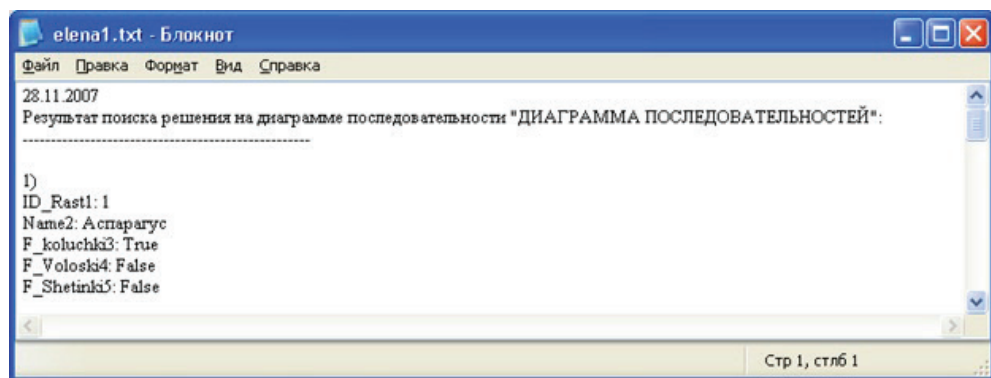 elena1.txt - Блокнот
Файл Правка Формат Вид Справка
28.11.2007
Результат поиска решения на диаграмме последовательности "ДИАГРАММА ПОСЛЕДОВАТЕЛЬНОСТЕЙ":
----------------------------------------------------
1)
ID_Rast1: 1
Name2: Аспарагус
F_koluchki3: True
F_Voloski4: False
F_Shetinki5: False
Стр 1, стлб 1